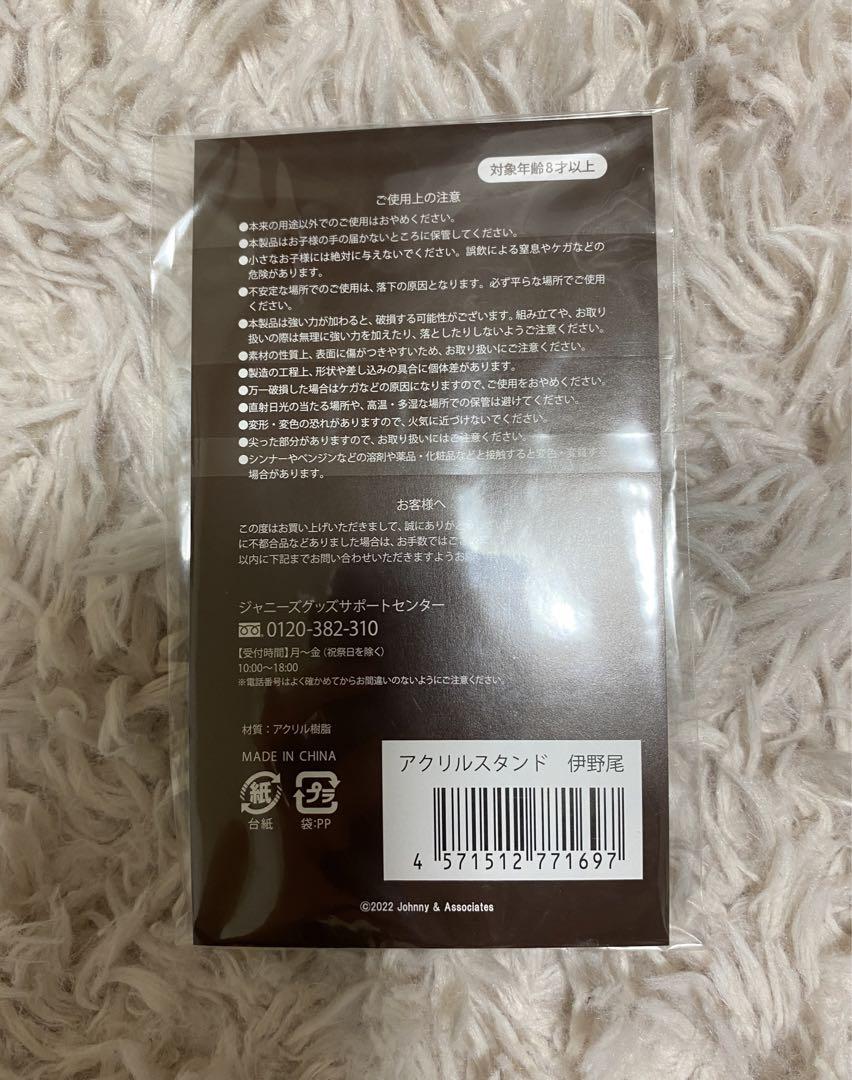 対象年齢8才以上
ご使用上の注意
●本来の用途以外でのご使用はおやめください。
●本製品はお子様の手の届かないところに保管してください。
●小さなお子様には絶対に与えないでください。誤飲による窒息やケガなどの
危険があります。
●不安定な場所でのご使用は、落下の原因となります。必ず平らな場所でご使用
ください。
●本製品は強い力が加わると、破損する可能性がございます。組み立てや、お取り
扱いの際は無理に強い力を加えたり、落としたりしないようご注意ください。
●素材の性質上、表面に傷がつきやすいため、お取り扱いにご注意ください。
●製造の工程上、形状や差し込みの具合に個体差があります。
●万一破損した場合はケガなどの原因になりますので、ご使用をおやめください。
●直射日光の当たる場所や、高温・多湿な場所での保管は避けてください。
●変形・変色の恐れがありますので、火気に近づけないでください。
●尖った部分がありますので、お取り扱いにはご注意ください。
●シンナーやベンジンなどの溶剤や薬品・化粧品などと接触すると変色・変質する
場合があります。
お客様へ
この度はお買い上げいただきまして、誠にありがと
に不都合品などありました場合は、お手数ではご
以内に下記までお問い合わせいただきますようお
ジャニーズグッズサポートセンター
0120-382-310
【受付時間】月〜金（祝祭日を除く）
10:00〜18:00
※電話番号はよく確かめてからお間違いのないようにご注意ください。
材質：アクリル樹脂
MADE IN CHINA
紙 プラ
台紙 袋:PP
アクリルスタンド 伊野尾
4 571512 771697
©2022 Johnny & Associates